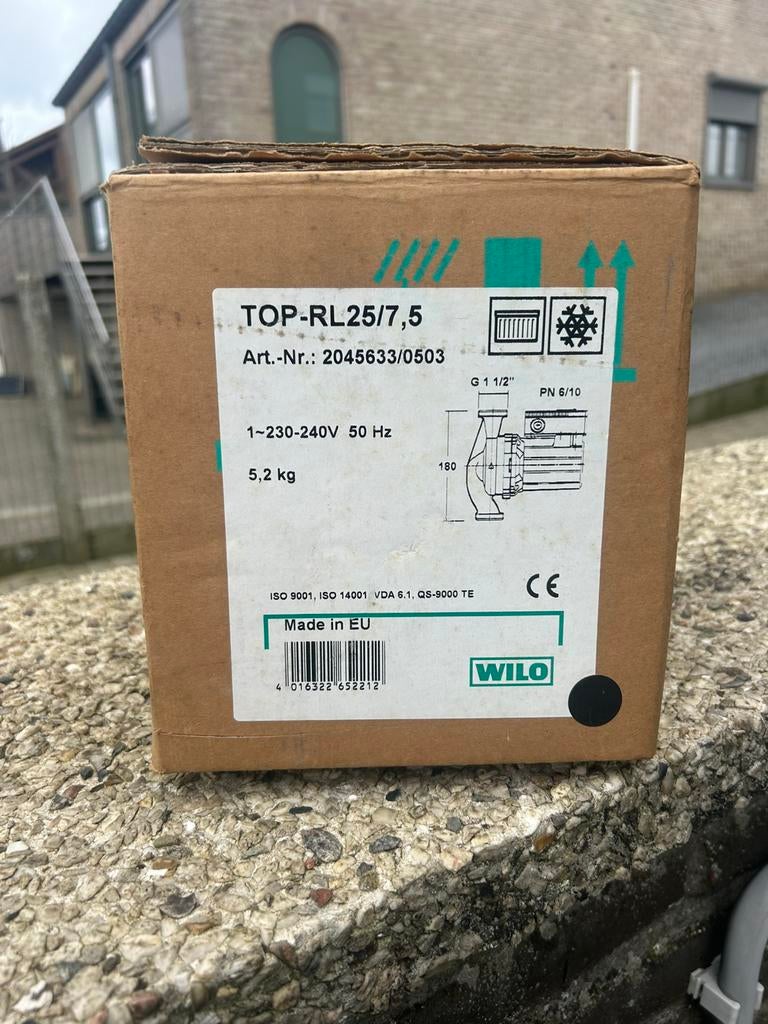 TOP-RL25/7,5
Art.-Nr.: 2045633/0503
G 1 1/2"
PN 6/10
1~230-240V 50 Hz
180
5,2 kg
ISO 9001, ISO 14001 VDA 6.1, QS-9000 TE
CE
Made in EU
4 016322 652212
WILO